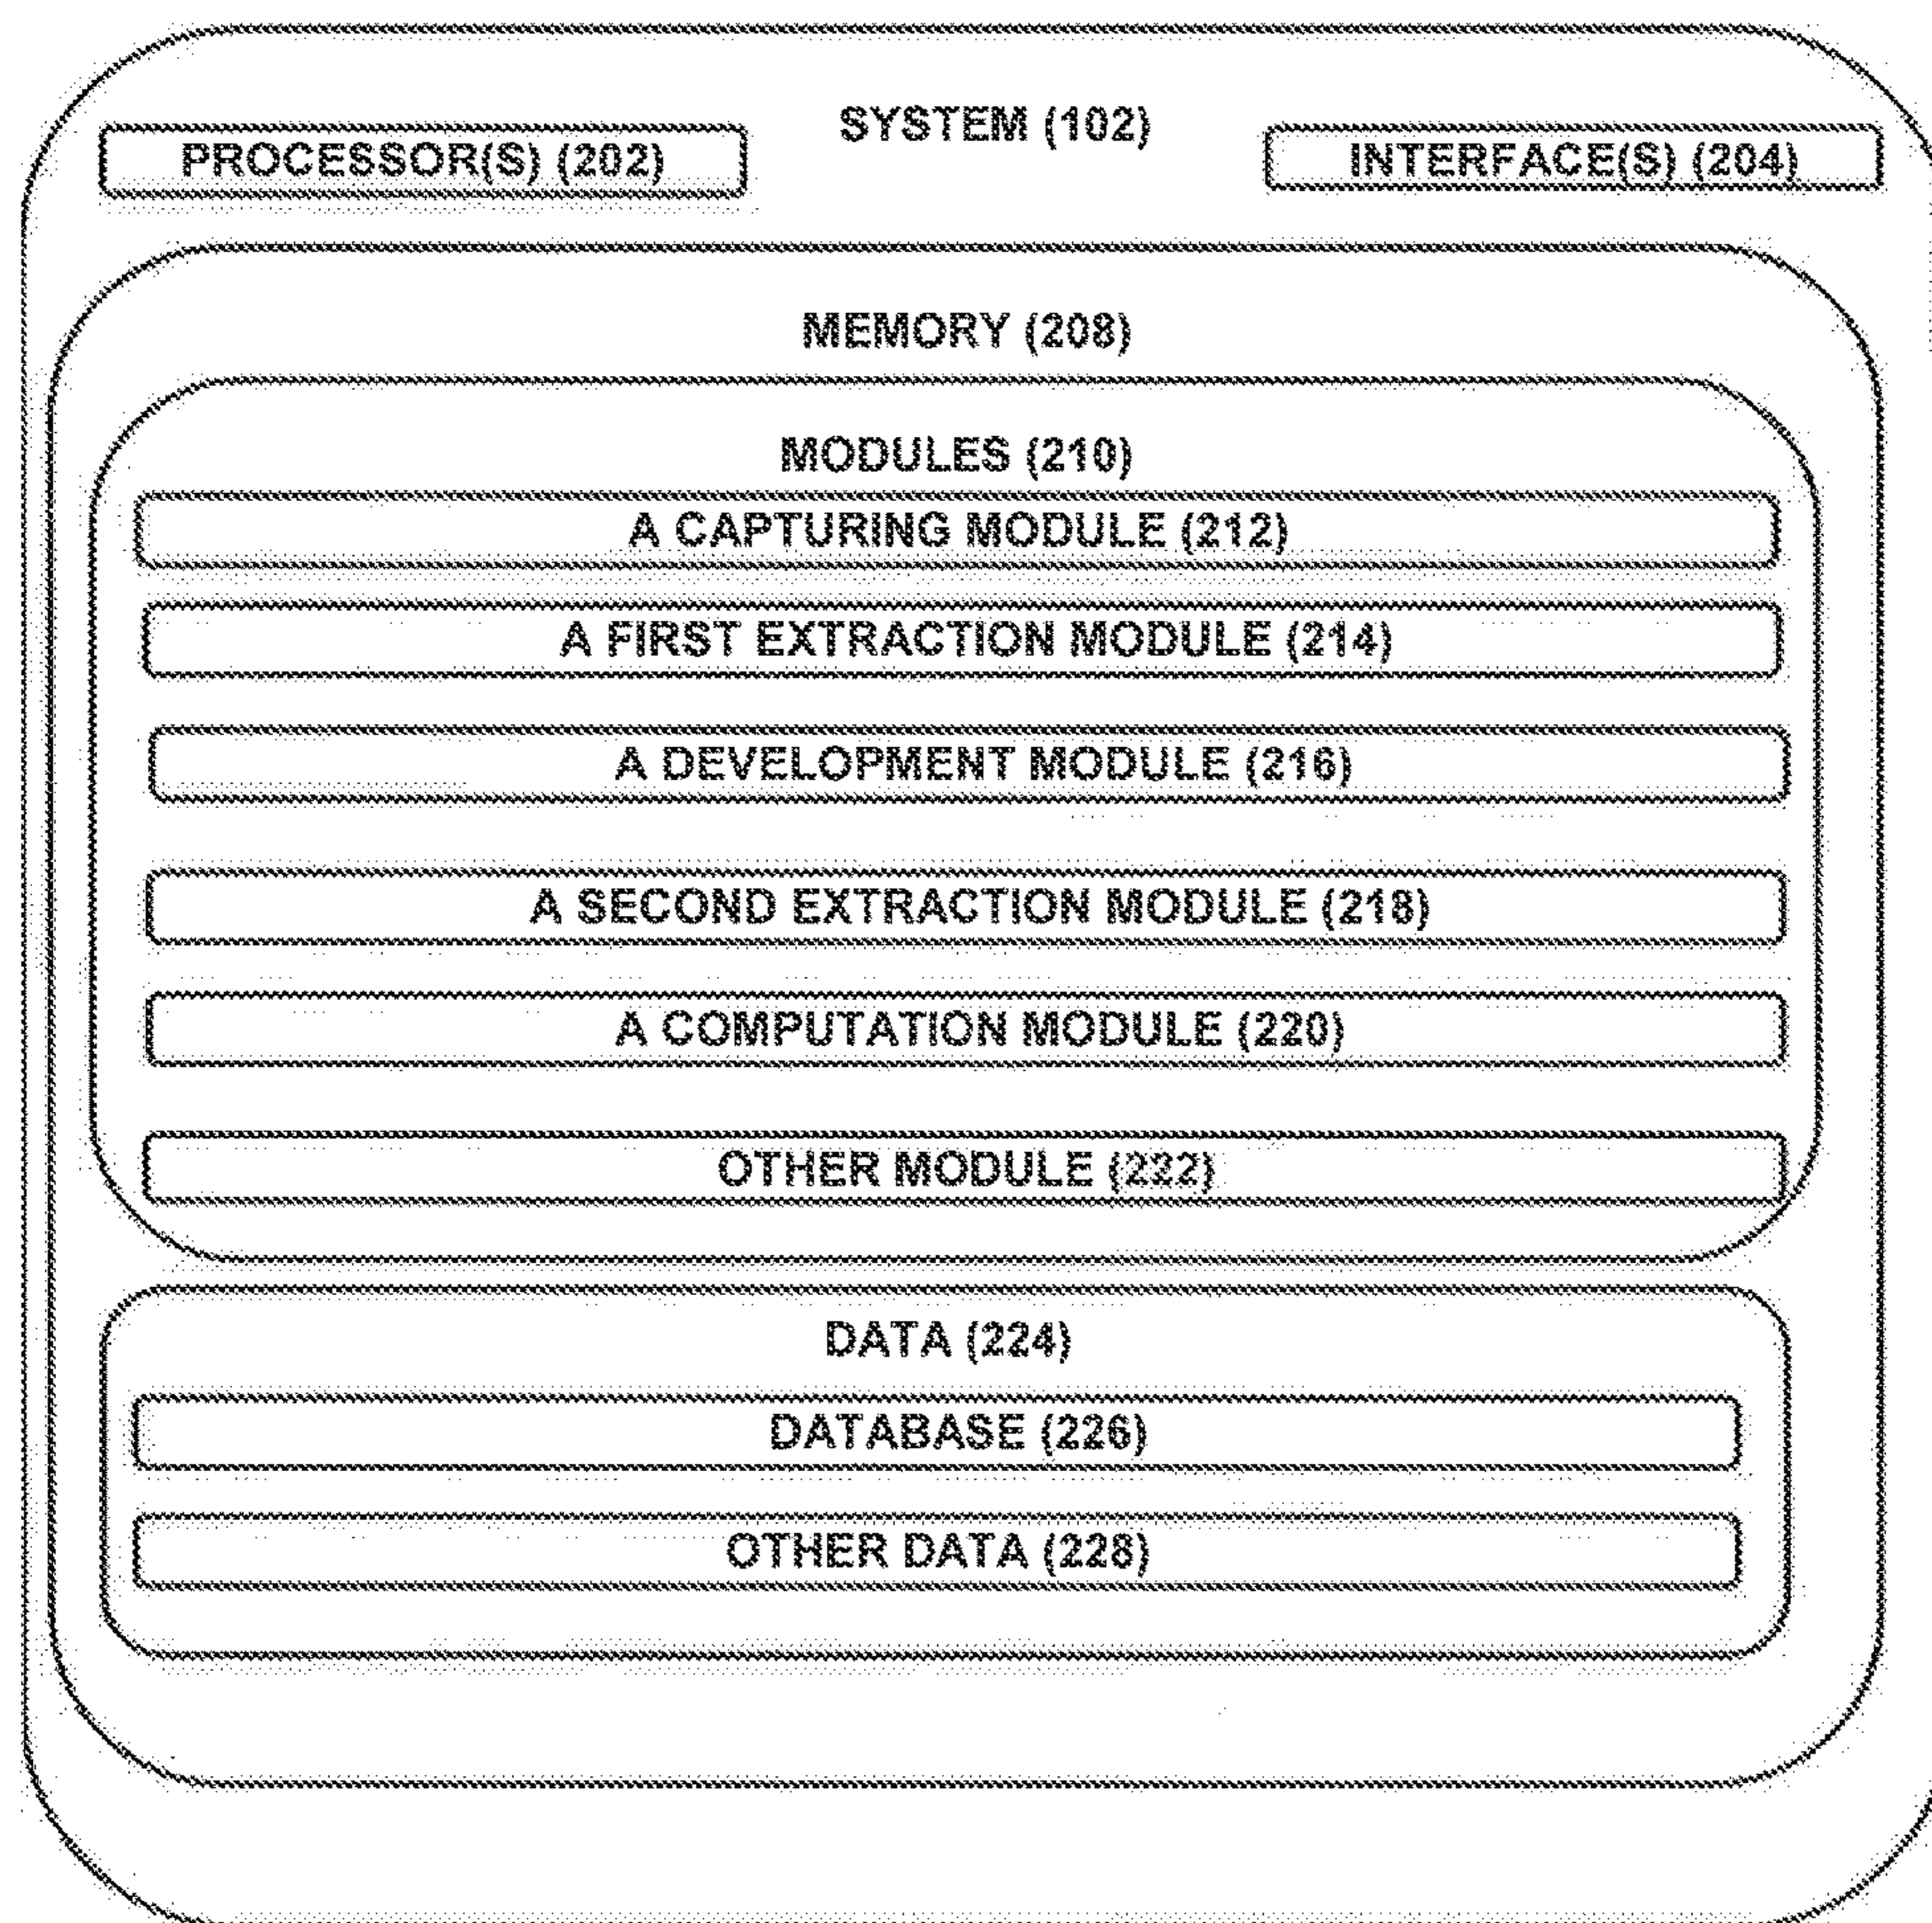 SYSTEM (102)
PROCESSOR(S) (202)
INTERFACE(S) (204)
MEMORY (208)
MODULES (210)
A CAPTURING MODULE (212)
A FIRST EXTRACTION MODULE (214)
A DEVELOPMENT MODULE (216)
A SECOND EXTRACTION MODULE (218)
A COMPUTATION MODULE (220)
OTHER MODULE (222)
DATA (224)
DATABASE (226)
OTHER DATA (228)